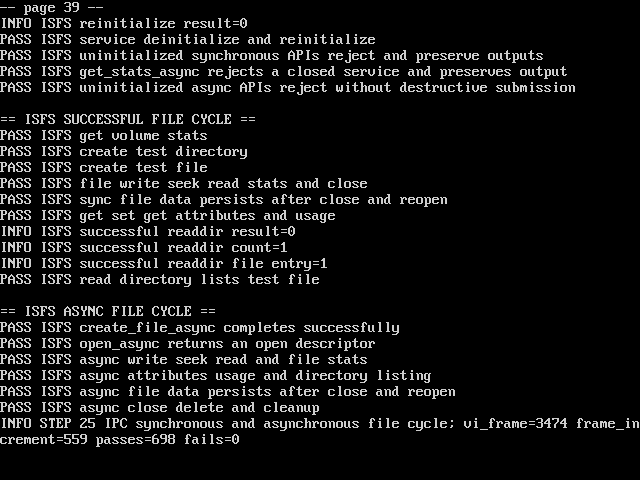 -- page 39 --
INFO ISFS reinitialize result=0
PASS ISFS service deinitialize and reinitialize
PASS ISFS uninitialized synchronous APIs reject and preserve outputs
PASS ISFS get_stats_async rejects a closed service and preserves output
PASS ISFS uninitialized async APIs reject without destructive submission

== ISFS SUCCESSFUL FILE CYCLE ==
PASS ISFS get volume stats
PASS ISFS create test directory
PASS ISFS create test file
PASS ISFS file write seek read stats and close
PASS ISFS sync file data persists after close and reopen
PASS ISFS get set get attributes and usage
INFO ISFS successful readdir result=0
INFO ISFS successful readdir count=1
INFO ISFS successful readdir file entry=1
PASS ISFS read directory lists test file

== ISFS ASYNC FILE CYCLE ==
PASS ISFS create_file_async completes successfully
PASS ISFS open_async returns an open descriptor
PASS ISFS async write seek read and file stats
PASS ISFS async attributes usage and directory listing
PASS ISFS async file data persists after close and reopen
PASS ISFS async close delete and cleanup
INFO STEP 25 IPC synchronous and asynchronous file cycle; vi_frame=3474 frame_in
crement=559 passes=698 fails=0